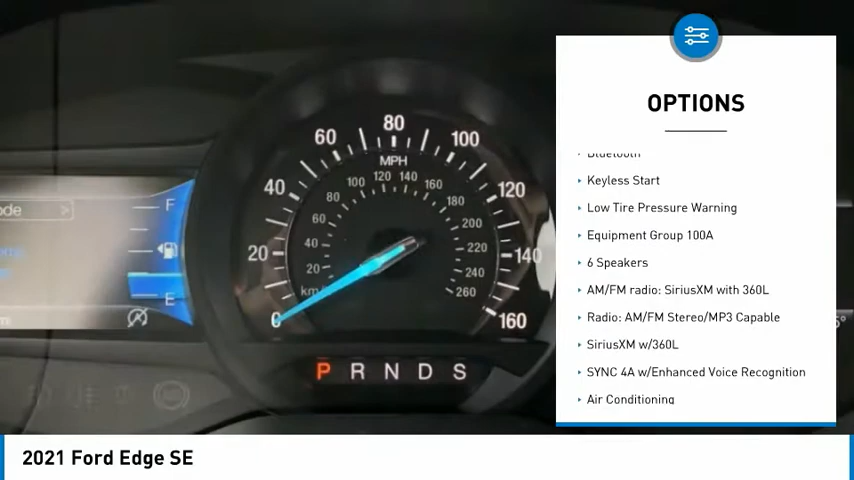 ode >
F
E
20
40
60
80
100
120
140
160
MPH
km/
20
40
60
80
100
120
140
160
180
200
220
240
260
0
P R N D S
OPTIONS
Bluetooth
Keyless Start
Low Tire Pressure Warning
Equipment Group 100A
6 Speakers
AM/FM radio: SiriusXM with 360L
Radio: AM/FM Stereo/MP3 Capable
SiriusXM w/360L
SYNC 4A w/Enhanced Voice Recognition
Air Conditioning
2021 Ford Edge SE